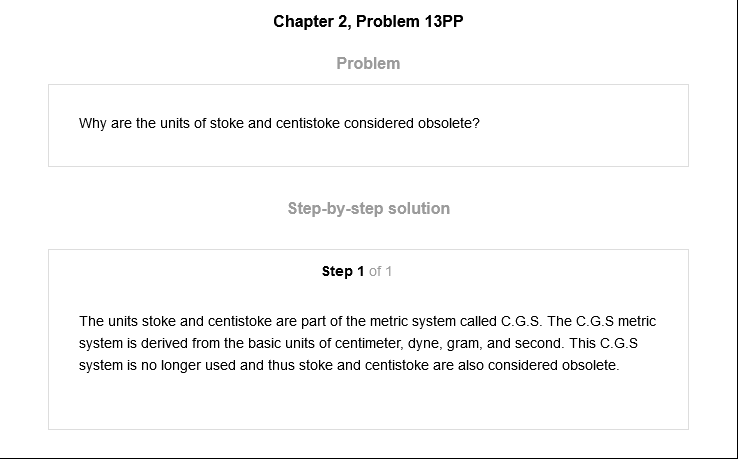 Chapter 2, Problem 13PP
Problem
Why are the units of stoke and centistoke considered obsolete?
Step-by-step solution
Step 1 of 1
The units stoke and centistoke are part of the metric system called C.G.S. The C.G.S metric
system is derived from the basic units of centimeter, dyne, gram, and second. This C.G.S
system is no longer used and thus stoke and centistoke are also considered obsolete.